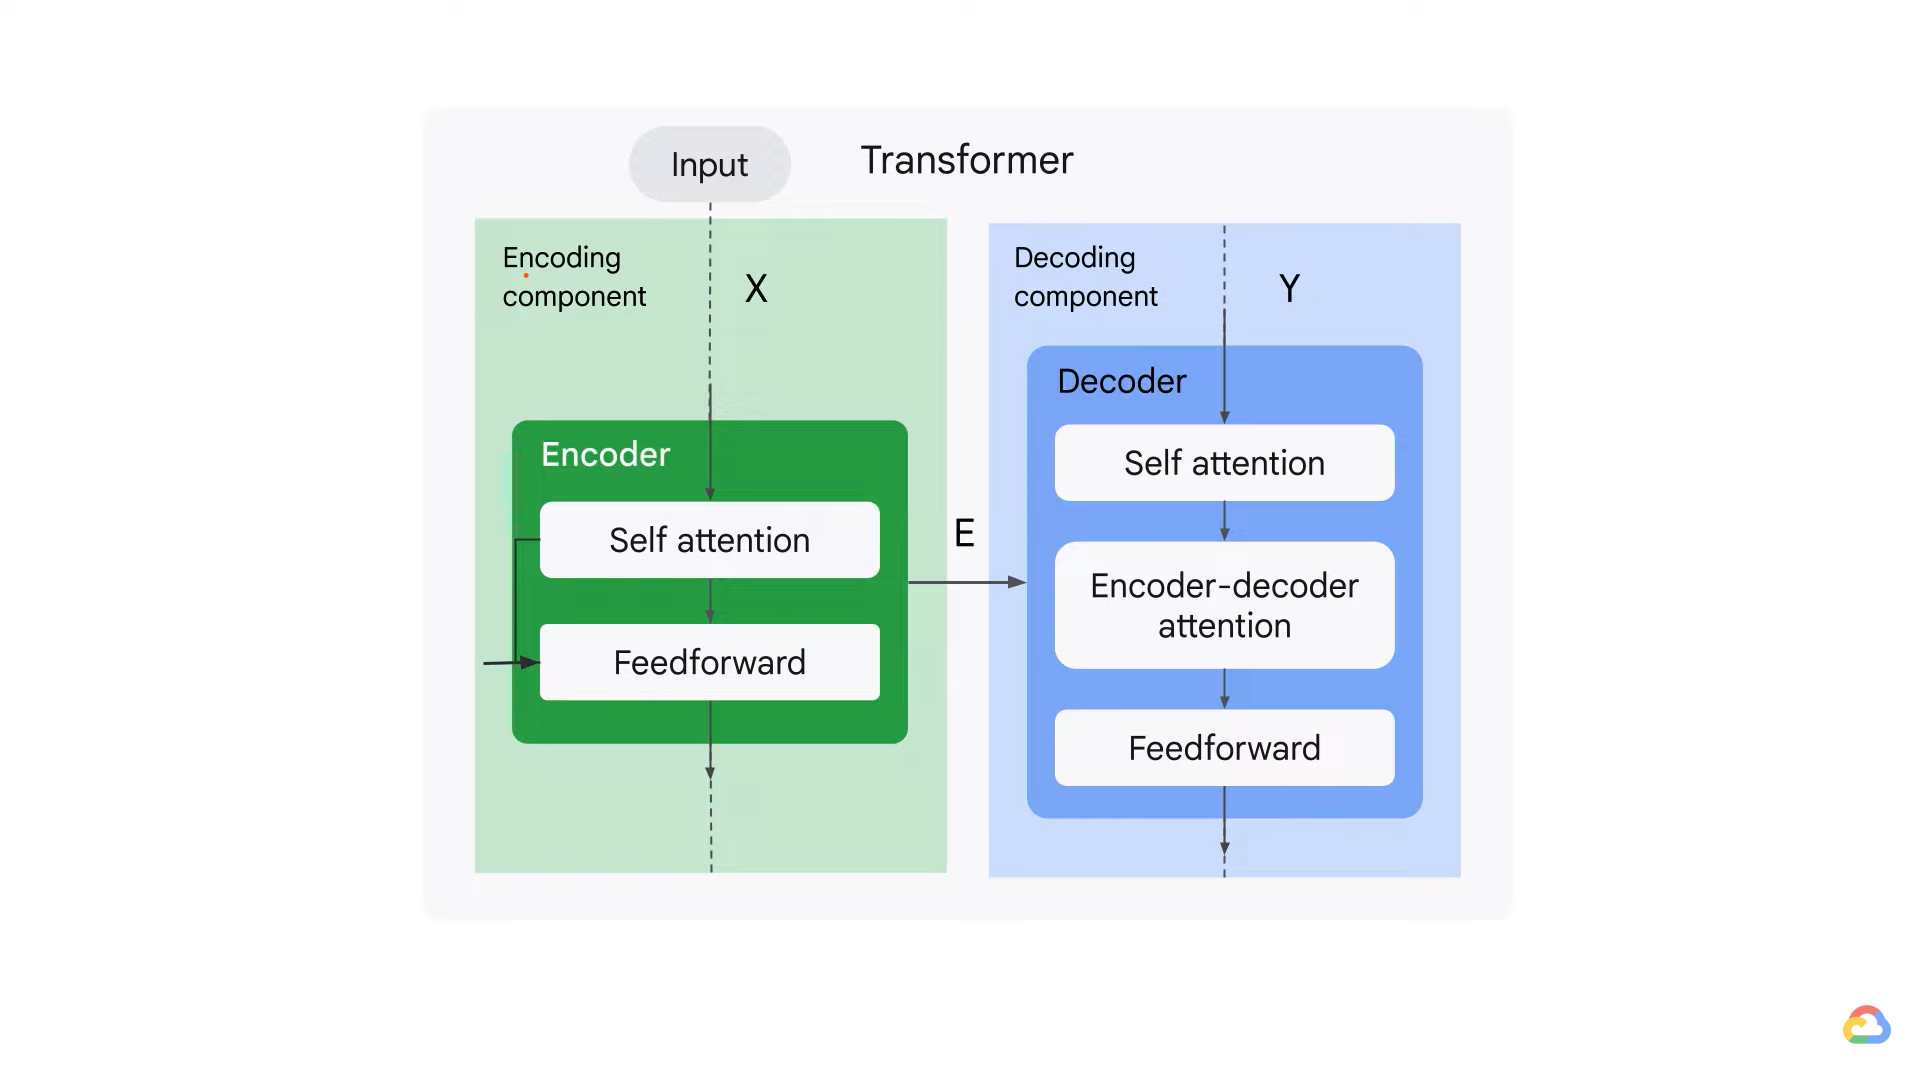 Input
Transformer
Encoding
component
X
Encoder
Self attention
Feedforward
E
Decoding
component
Y
Decoder
Self attention
Encoder-decoder
attention
Feedforward